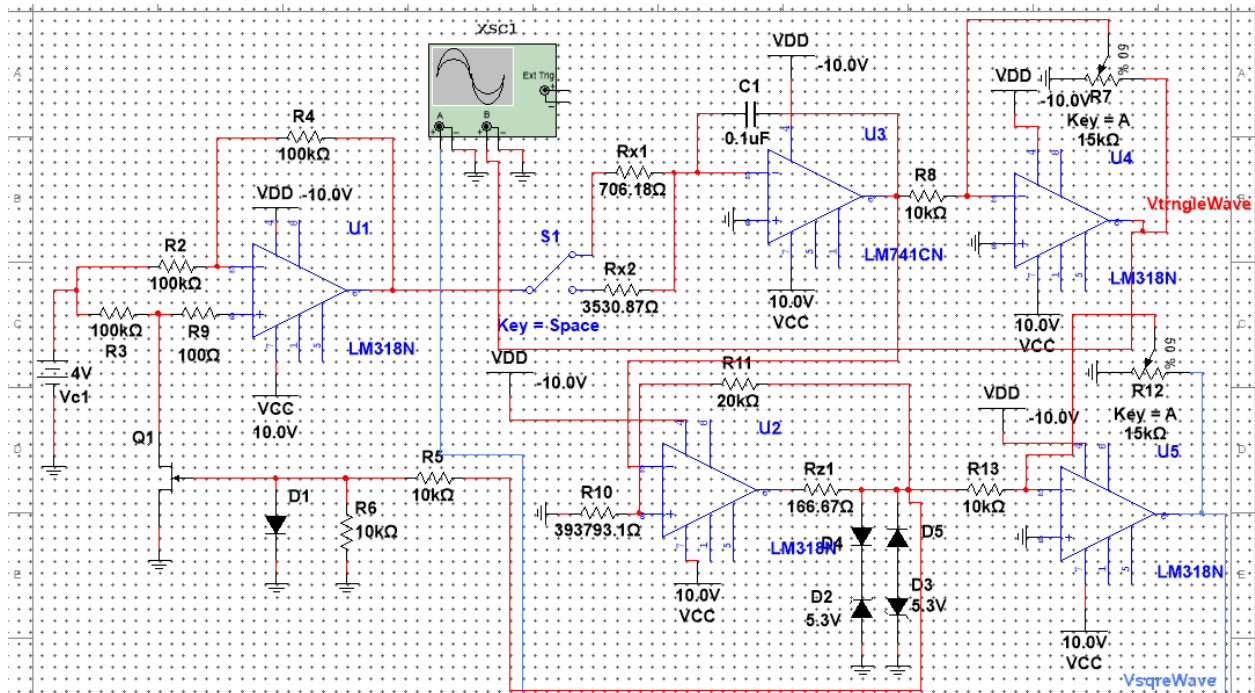 XSC1
Ext Trig
A
B
VDD
-10.0V
C1
0.1uF
U3
LM741CN
VDD
-10.0V
R7
Key = A
15kΩ
50 %
U4
LM318N
R8
10kΩ
VtrngleWave
R4
100kΩ
VDD
-10.0V
U1
LM318N
R2
100kΩ
100kΩ
R3
R9
100Ω
S1
Key = Space
Rx1
706.18Ω
Rx2
3530.87Ω
10.0V
VCC
10.0V
VCC
VCC
10.0V
4V
Vc1
Q1
D1
R6
10kΩ
R5
10kΩ
VDD
-10.0V
R11
20kΩ
U2
LM318N
R10
393793.1Ω
Rz1
166.67Ω
10.0V
VCC
D4
D5
D2
5.3V
D3
5.3V
R13
10kΩ
VDD
-10.0V
50 %
R12
Key = A
15kΩ
U5
LM318N
10.0V
VCC
VsqreWave